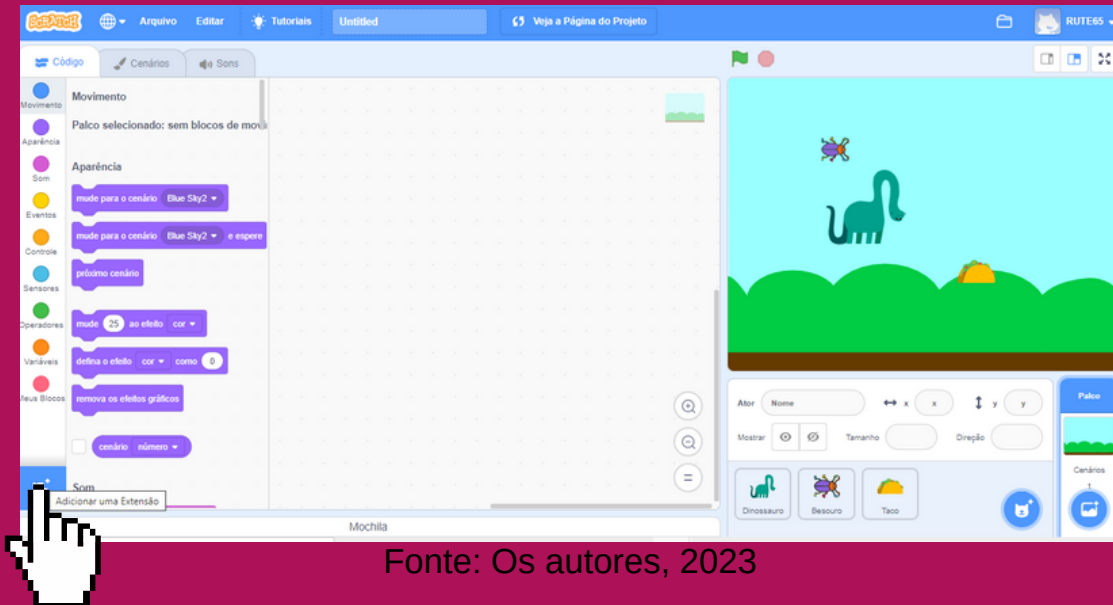 SCRATCH Arquivo Editar Tutoriais Untitled Veja a Página do Projeto RUTE65
Código Cenários Sons
Movimento
Aparência
Som
Eventos
Controle
Sensores
Operadores
Variáveis
Meus Blocos
Movimento
Palco selecionado: sem blocos de mov
Aparência
mude para o cenário Blue Sky2
mude para o cenário Blue Sky2 e espere
próximo cenário
mude 25 ao efeito cor
defina o efeito cor como 0
remova os efeitos gráficos
cenário número
Som
Adicionar uma Extensão
Mochila
Ator Nome x x y y
Mostrar Tamanho Direção
Dinossauro Besouro Taco
Palco
Cenários
1
Fonte: Os autores, 2023